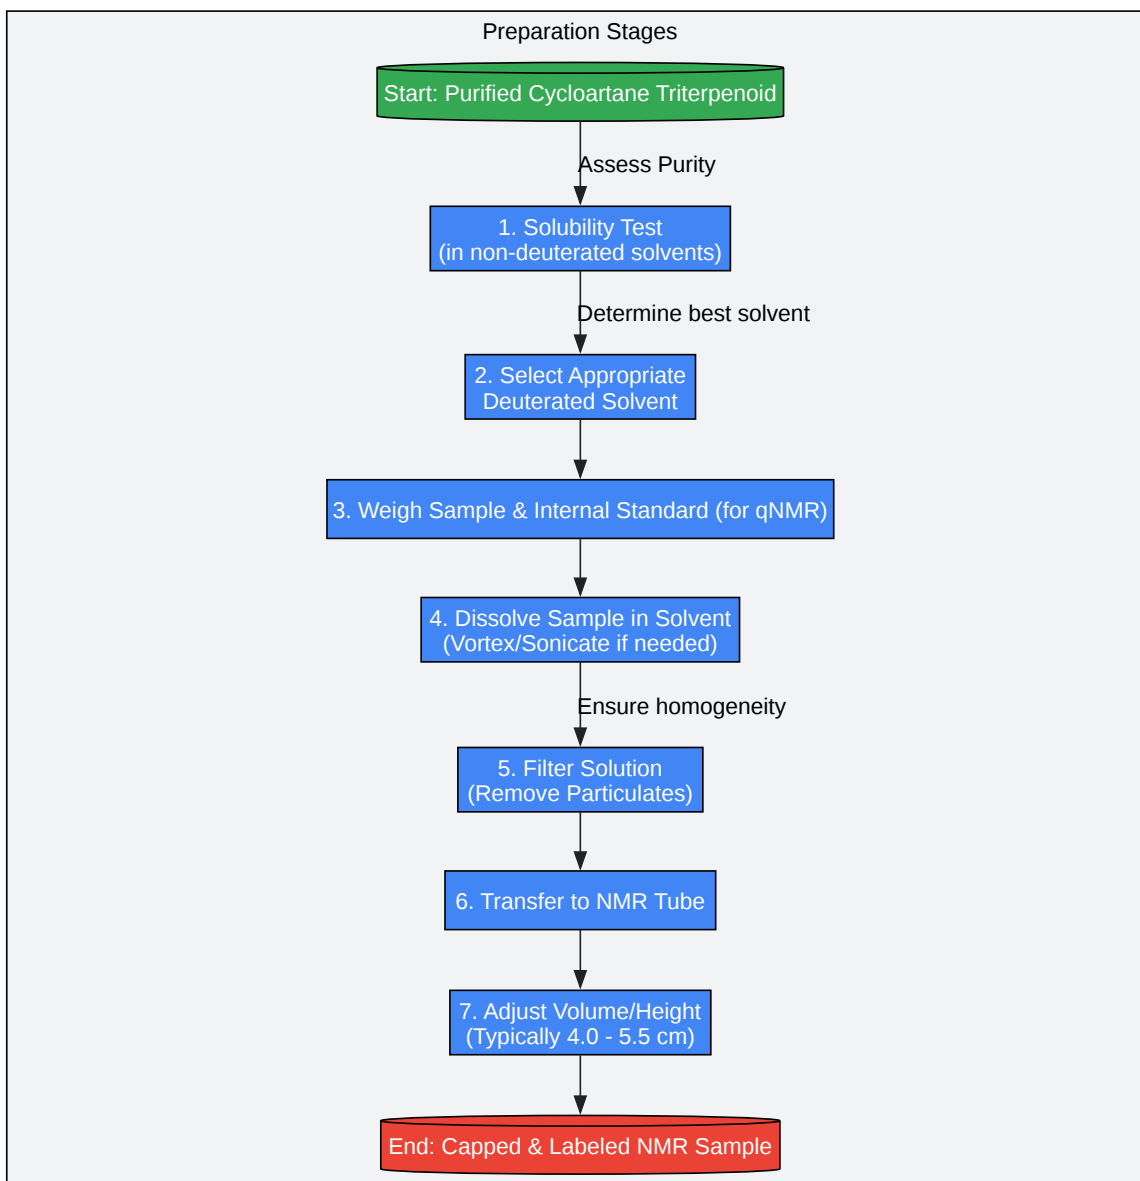 Preparation Stages
Start: Purified Cycloartane Triterpenoid
Assess Purity
1. Solubility Test
(in non-deuterated solvents)
Determine best solvent
2. Select Appropriate
Deuterated Solvent
3. Weigh Sample & Internal Standard (for qNMR)
4. Dissolve Sample in Solvent
(Vortex/Sonicate if needed)
Ensure homogeneity
5. Filter Solution
(Remove Particulates)
6. Transfer to NMR Tube
7. Adjust Volume/Height
(Typically 4.0 - 5.5 cm)
End: Capped & Labeled NMR Sample